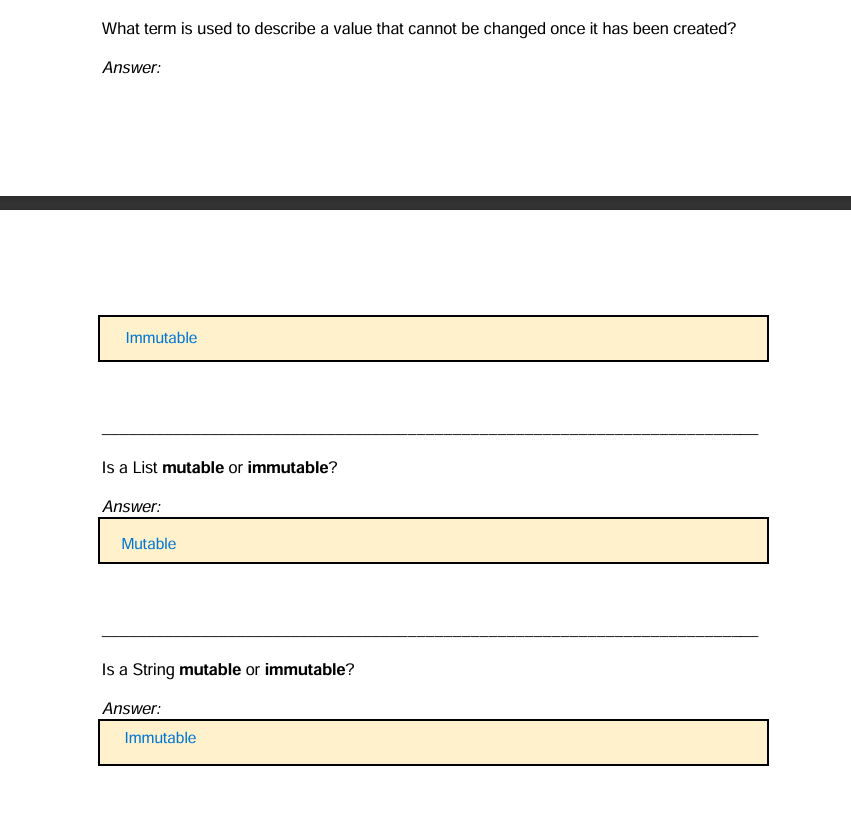 What term is used to describe a value that cannot be changed once it has been created?
Answer:
Immutable
Is a List mutable or immutable?
Answer:
Mutable
Is a String mutable or immutable?
Answer:
Immutable